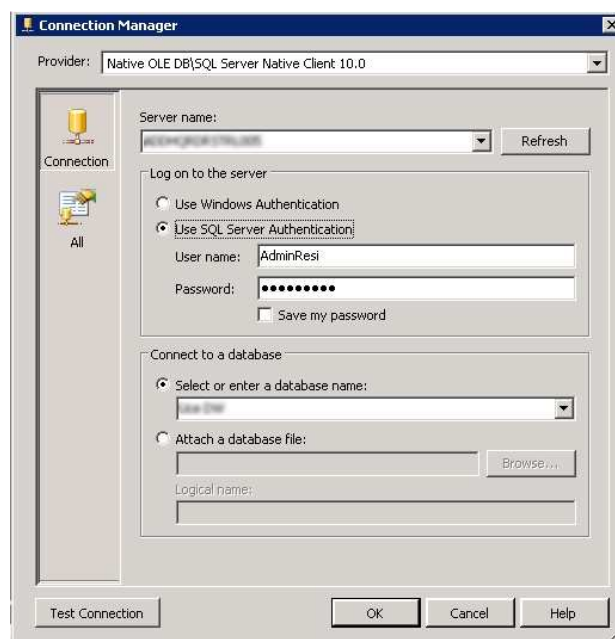 Connection Manager
Provider: Native OLE DB\SQL Server Native Client 10.0
Connection
All
Server name:
Refresh
Log on to the server
Use Windows Authentication
Use SQL Server Authentication
User name: AdminResi
Password: •••••••••
Save my password
Connect to a database
Select or enter a database name:
Attach a database file:
Browse...
Logical name:
Test Connection OK Cancel Help